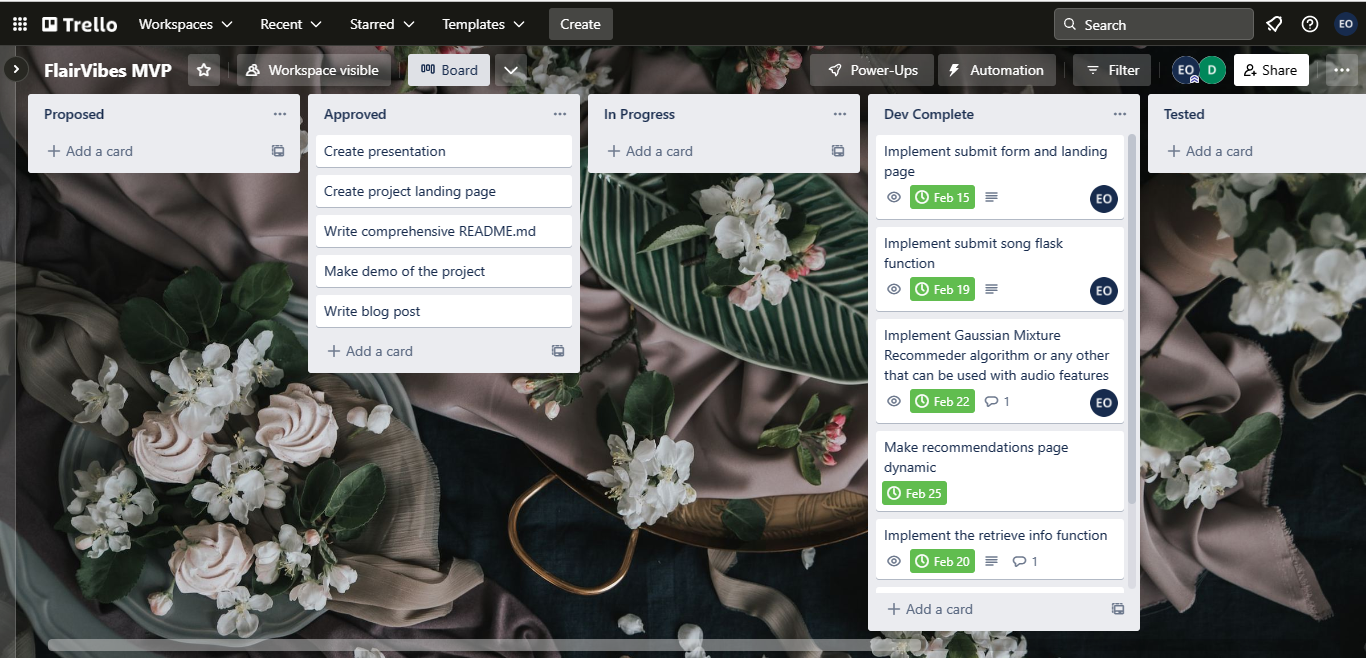 Trello Workspaces Recent Starred Templates Create Search EO
FlairVibes MVP Workspace visible Board Power-Ups Automation Filter EO D Share
Proposed
Add a card
Approved
Create presentation
Create project landing page
Write comprehensive README.md
Make demo of the project
Write blog post
Add a card
In Progress
Add a card
Dev Complete
Implement submit form and landing
page
Feb 15 EO
Implement submit song flask
function
Feb 19 EO
Implement Gaussian Mixture
Recommeder algorithm or any other
that can be used with audio features
Feb 22 1 EO
Make recommendations page
dynamic
Feb 25
Implement the retrieve info function
Feb 20 1
Add a card
Tested
Add a card